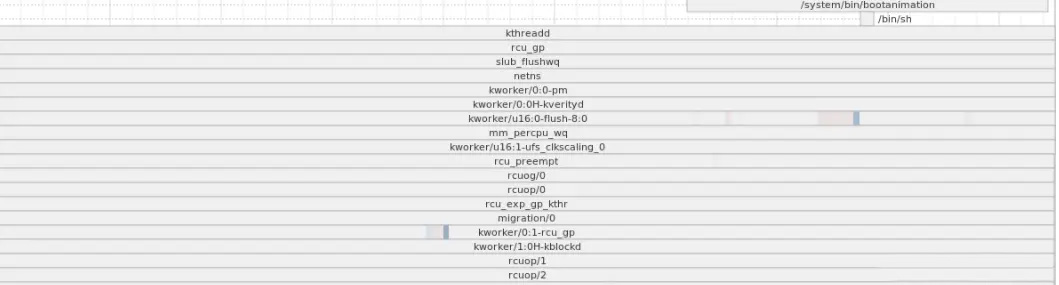 /system/bin/bootanimation
/bin/sh
kthreadd
rcu_gp
slub_flushwq
netns
kworker/0:0-pm
kworker/0:0H-kverityd
kworker/u16:0-flush-8:0
mm_percpu_wq
kworker/u16:1-ufs_clkscaling_0
rcu_preempt
rcuog/0
rcuop/0
rcu_exp_gp_kthr
migration/0
kworker/0:1-rcu_gp
kworker/1:0H-kblockd
rcuop/1
rcuop/2